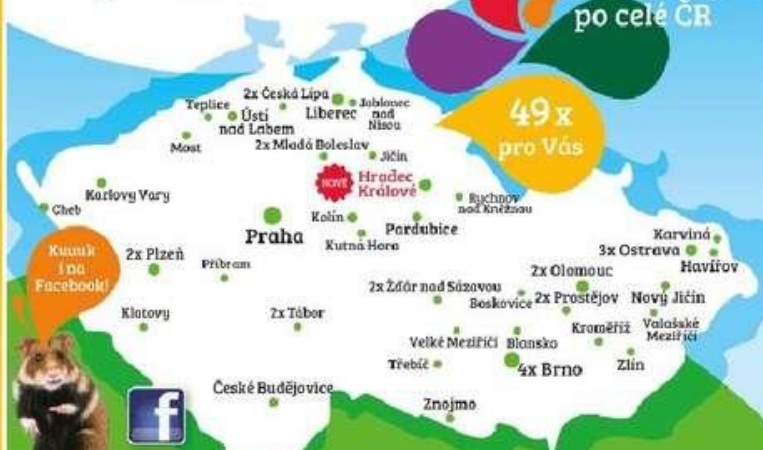 po celé ČR
49x
pro Vás
2x Česká Lípa
Teplice
Ústí
nad Labem
Liberec
Jablonec
nad
Nisou
Most
2x Mladá Boleslav
Jičín
NOVĚ
Hradec
Králové
Karlovy Vary
Cheb
Rychnov
nad Kněžnou
Kolín
Pardubice
Praha
Kutná Hora
Karviná
3x Ostrava
Havířov
Kuuuk
i na
Facebook!
2x Plzeň
Příbram
2x Olomouc
2x Žďár nad Sázavou
Boskovice
2x Prostějov
Nový Jičín
Klatovy
2x Tábor
Velké Meziříčí
Blansko
Kroměříž
Valašské
Meziříčí
Třebíč
4x Brno
Zlín
České Budějovice
Znojmo
f